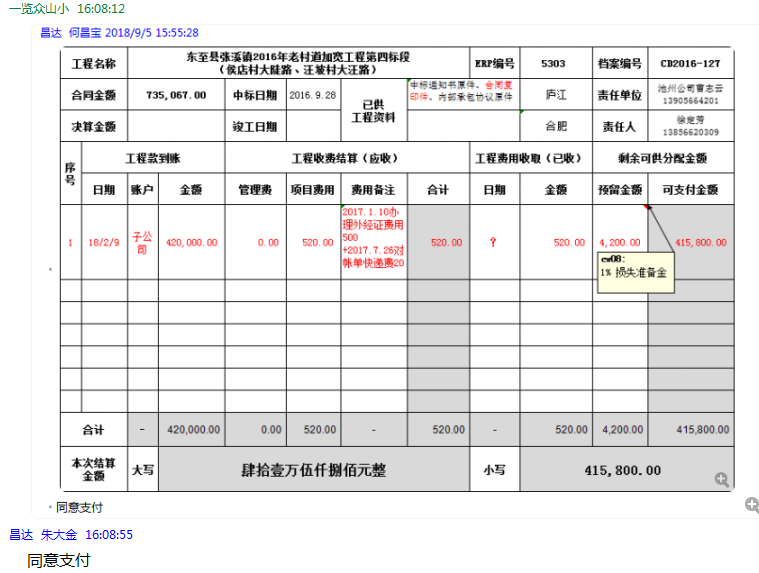 一览众山小 16:08:12
昌达 何昌宝 2018/9/5 15:55:28
工程名称 东至县张溪镇2016年老村道加宽工程第四标段 ERP编号 5303 档案编号 CD2016-127
（侯店村大陡路、汪坡村大汪路）
合同金额 735,067.00 中标日期 2016.9.28 已供工程资料 中标通知书原件、合同复印件、内部承包协议原件 庐江 责任单位 池州公司曹志云 13905664201
决算金额 竣工日期 合肥 责任人 徐定芳 13856620309
序号 工程款到账 工程收费结算（应收） 工程费用收取（已收） 剩余可供分配金额
日期 账户 金额 管理费 项目费用 费用备注 合计 日期 金额 预留金额 可支付金额
1 18/2/9 子公司 420,000.00 0.00 520.00 2017.1.10办理外经证费用500+2017.7.26对帐单快递费20 520.00 ? 520.00 4,200.00 415,800.00
cw08:
1% 损失准备金
合计 - 420,000.00 0.00 520.00 - 520.00 - 520.00 4,200.00 415,800.00
本次结算金额 大写 肆拾壹万伍仟捌佰元整 小写 415,800.00
同意支付
昌达 朱大金 16:08:55
同意支付